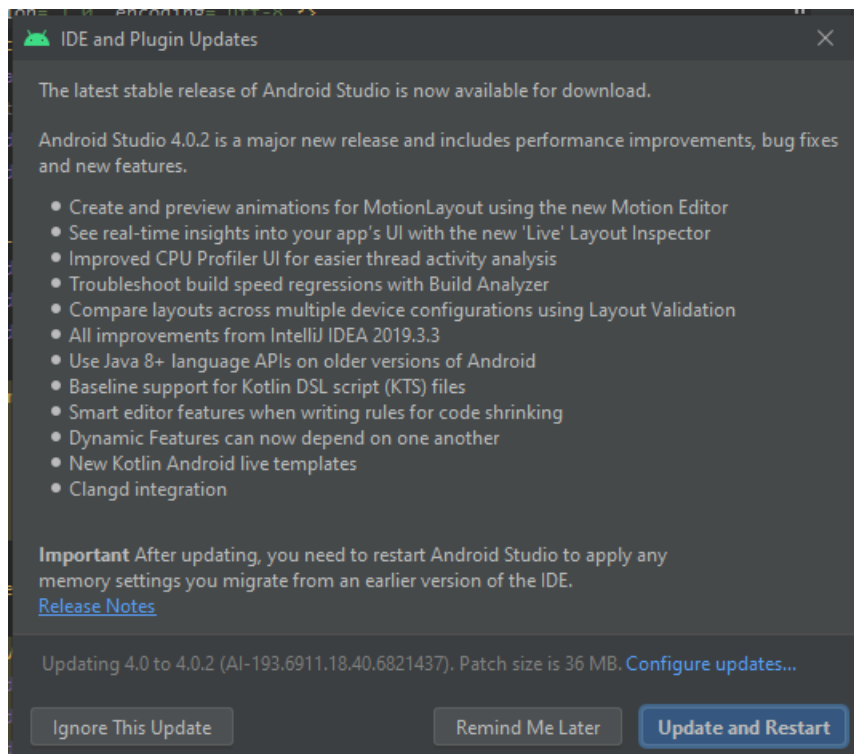 encoding=
IDE and Plugin Updates
The latest stable release of Android Studio is now available for download.
Android Studio 4.0.2 is a major new release and includes performance improvements, bug fixes
and new features.
• Create and preview animations for MotionLayout using the new Motion Editor
• See real-time insights into your app's UI with the new 'Live' Layout Inspector
• Improved CPU Profiler UI for easier thread activity analysis
• Troubleshoot build speed regressions with Build Analyzer
• Compare layouts across multiple device configurations using Layout Validation
• All improvements from IntelliJ IDEA 2019.3.3
• Use Java 8+ language APIs on older versions of Android
• Baseline support for Kotlin DSL script (KTS) files
• Smart editor features when writing rules for code shrinking
• Dynamic Features can now depend on one another
• New Kotlin Android live templates
• Clangd integration
Important After updating, you need to restart Android Studio to apply any
memory settings you migrate from an earlier version of the IDE.
Release Notes
Updating 4.0 to 4.0.2 (AI-193.6911.18.40.6821437). Patch size is 36 MB. Configure updates...
Ignore This Update Remind Me Later Update and Restart